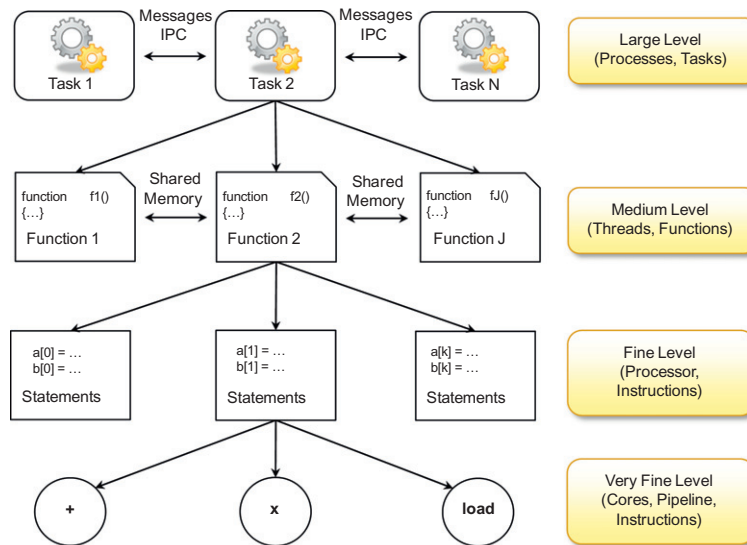 Messages
IPC
Messages
IPC
Task 1
Task 2
Task N
Large Level
(Processes, Tasks)
function f1()
{...}
Function 1
Shared
Memory
function f2()
{...}
Function 2
Shared
Memory
function fJ()
{...}
Function J
Medium Level
(Threads, Functions)
a[0] = ...
b[0] = ...
Statements
a[1] = ...
b[1] = ...
Statements
a[k] = ...
b[k] = ...
Statements
Fine Level
(Processor,
Instructions)
+
x
load
Very Fine Level
(Cores, Pipeline,
Instructions)